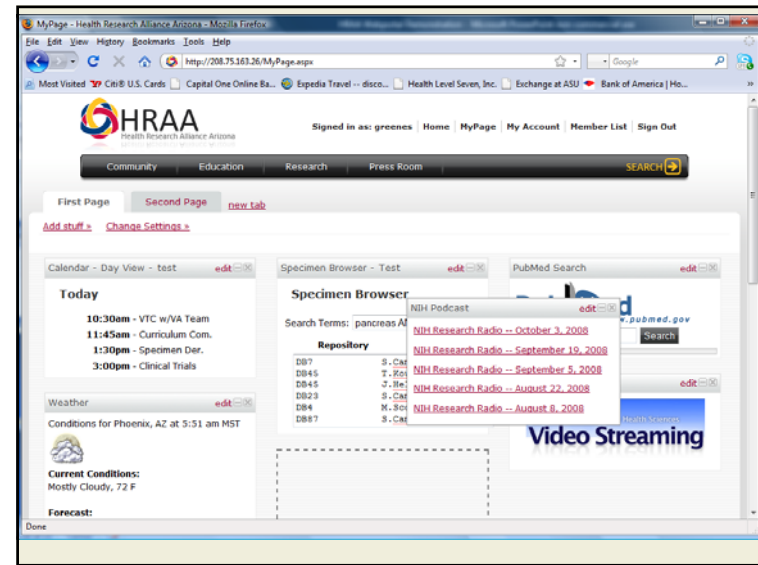 MyPage - Health Research Alliance Arizona - Mozilla Firefox
File Edit View History Bookmarks Tools Help
http://208.75.163.26/MyPage.aspx
Google
Most Visited Citi® U.S. Cards Capital One Online Ba... Expedia Travel -- disco... Health Level Seven, Inc. Exchange at ASU Bank of America | Ho...
HRAA
Health Research Alliance Arizona
Signed in as: greenes Home MyPage My Account Member List Sign Out
Community Education Research Press Room SEARCH
First Page Second Page new tab
Add stuff » Change Settings »
Calendar - Day View - test edit
Today
10:30am - VTC w/VA Team
11:45am - Curriculum Com.
1:30pm - Specimen Der.
3:00pm - Clinical Trials
Weather edit
Conditions for Phoenix, AZ at 5:51 am MST
Current Conditions:
Mostly Cloudy, 72 F
Forecast:
Specimen Browser - Test edit
Specimen Browser
Search Terms: pancreas
Repository
DB7 S.Car
DB45
DB45 J.He
DB23 S.Car
DB4
DB87 S.Car
NIH Podcast edit
NIH Research Radio -- October 3, 2008
NIH Research Radio -- September 19, 2008
NIH Research Radio -- September 5, 2008
NIH Research Radio -- August 22, 2008
NIH Research Radio -- August 8, 2008
PubMed Search edit
.pubmed.gov
Search
edit
Health Sciences
Video Streaming
Done